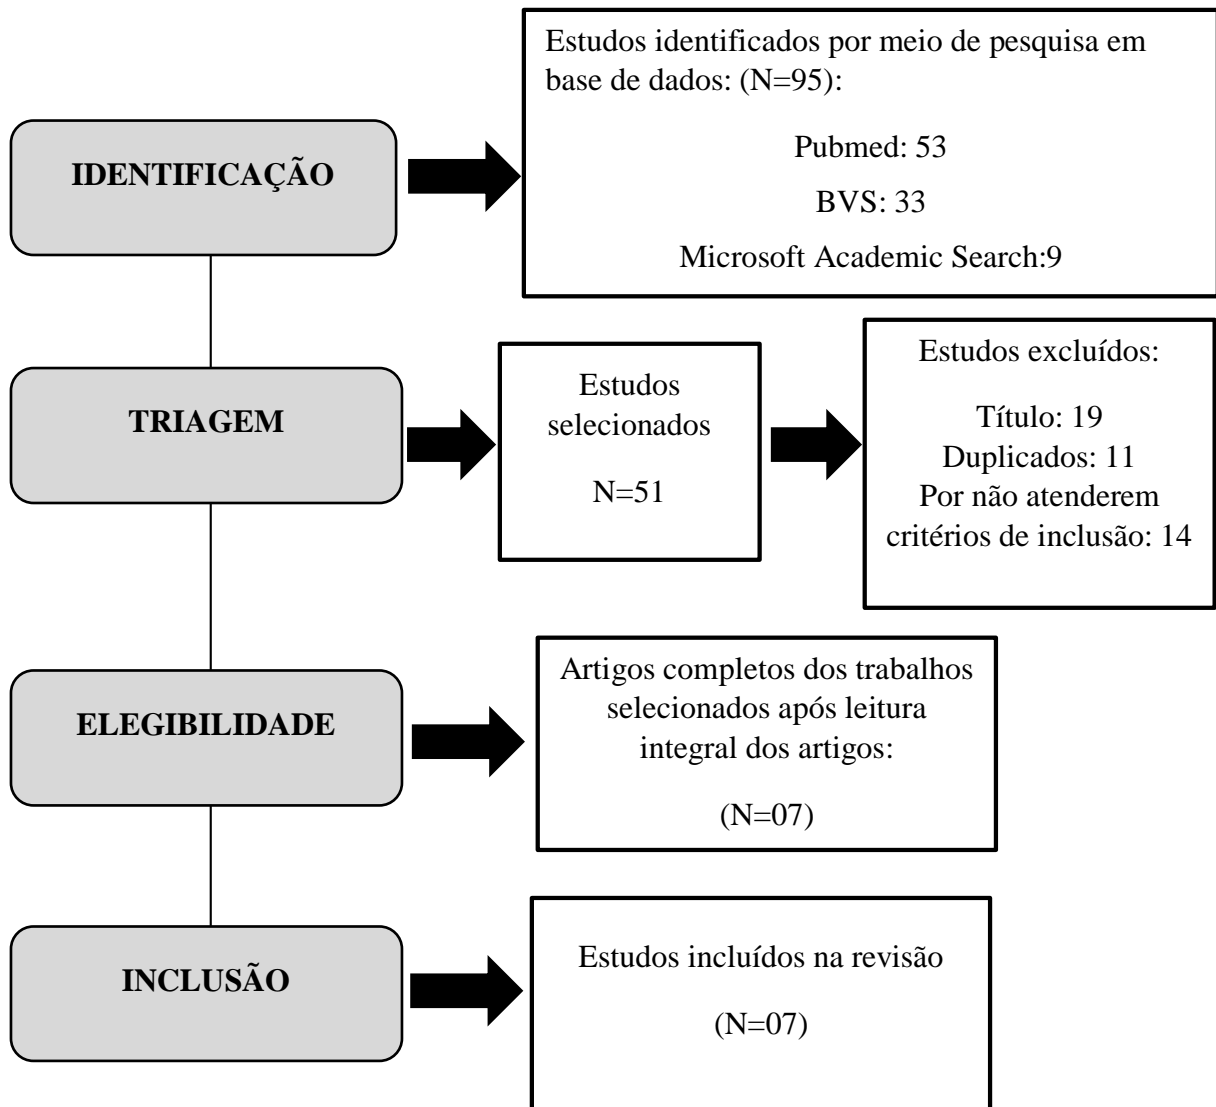 Estudos identificados por meio de pesquisa em
base de dados: (N=95):
Pubmed: 53
BVS: 33
Microsoft Academic Search:9
IDENTIFICAÇÃO
TRIAGEM
Estudos
selecionados
N=51
Estudos excluídos:
Título: 19
Duplicados: 11
Por não atenderem
critérios de inclusão: 14
ELEGIBILIDADE
Artigos completos dos trabalhos
selecionados após leitura
integral dos artigos:
(N=07)
INCLUSÃO
Estudos incluídos na revisão
(N=07)